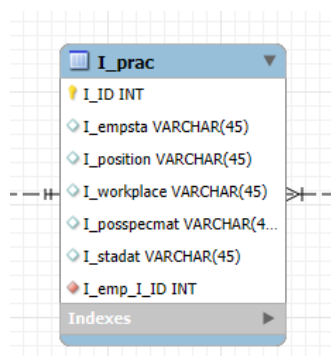 I_prac
I_ID INT
I_empsta VARCHAR(45)
I_position VARCHAR(45)
I_workplace VARCHAR(45)
I_posspecmat VARCHAR(4...
I_stadat VARCHAR(45)
I_emp_I_ID INT
Indexes